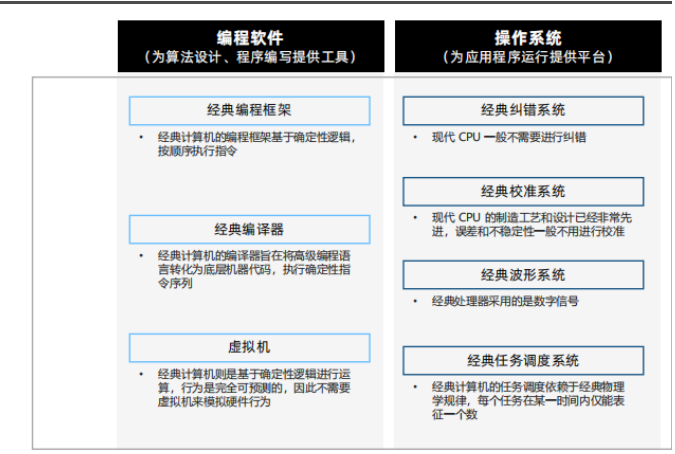 编程软件
（为算法设计、程序编写提供工具）
经典编程框架
• 经典计算机的编程框架基于确定性逻辑，
按顺序执行指令
经典编译器
• 经典计算机的编译器旨在将高级编程语
言转化为底层机器代码，执行确定性指
令序列
虚拟机
• 经典计算机则是基于确定性逻辑进行运
算，行为是完全可预测的，因此不需要
虚拟机来模拟硬件行为
操作系统
（为应用程序运行提供平台）
经典纠错系统
• 现代 CPU 一般不需要进行纠错
经典校准系统
• 现代 CPU 的制造工艺和设计已经非常先
进，误差和不稳定性一般不用进行校准
经典波形系统
• 经典处理器采用的是数字信号
经典任务调度系统
• 经典计算机的任务调度依赖于经典物理
学规律，每个任务在某一时间内仅能表
征一个数